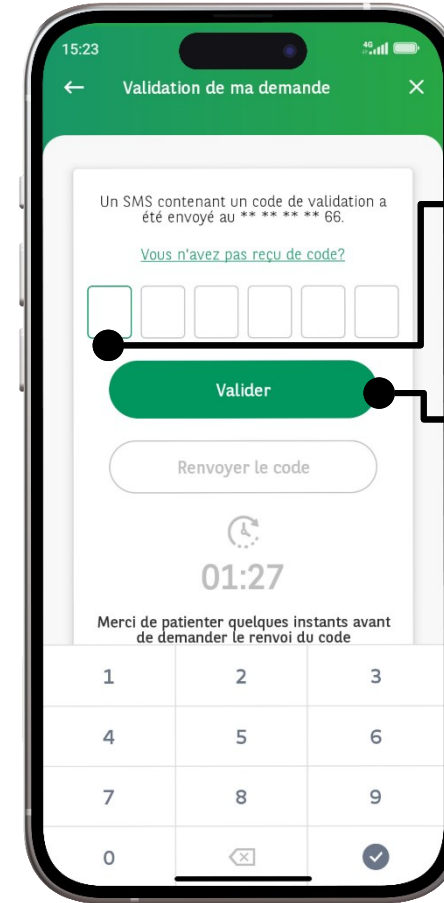 15:23
4G
Validation de ma demande
Un SMS contenant un code de validation a
été envoyé au ** ** ** ** 66.
Vous n'avez pas reçu de code?
Valider
Renvoyer le code
01:27
Merci de patienter quelques instants avant
de demander le renvoi du code
1 2 3
4 5 6
7 8 9
0